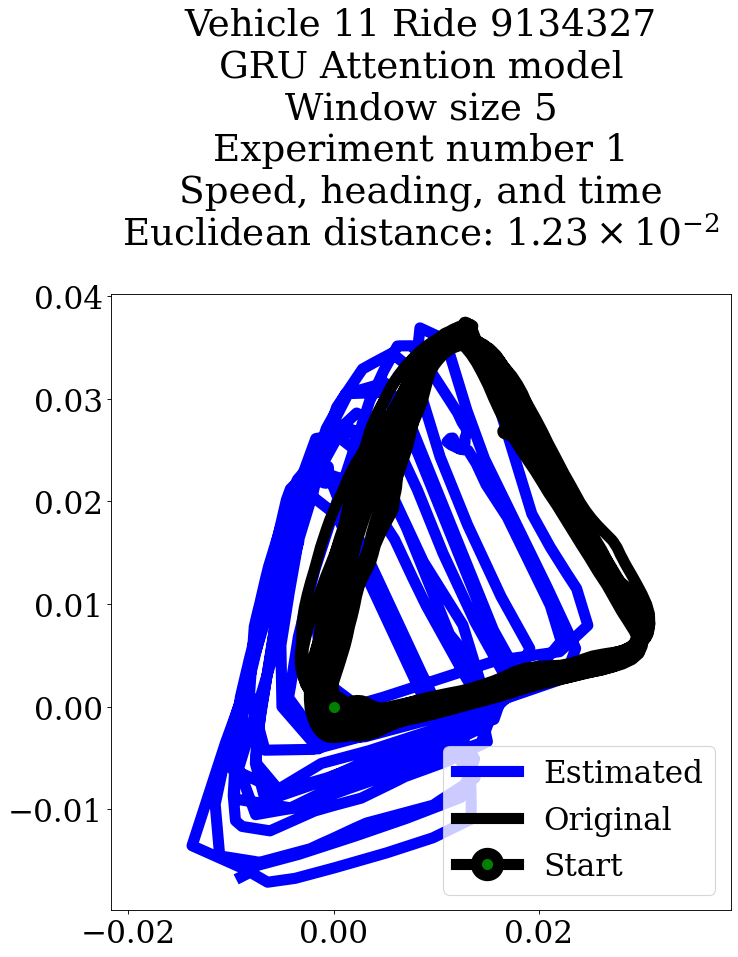 Vehicle 11 Ride 9134327
GRU Attention model
Window size 5
Experiment number 1
Speed, heading, and time
Euclidean distance: 1.23 × 10⁻²
0.04
0.03
0.02
0.01
0.00
−0.01
Estimated
Original
Start
−0.02
0.00
0.02